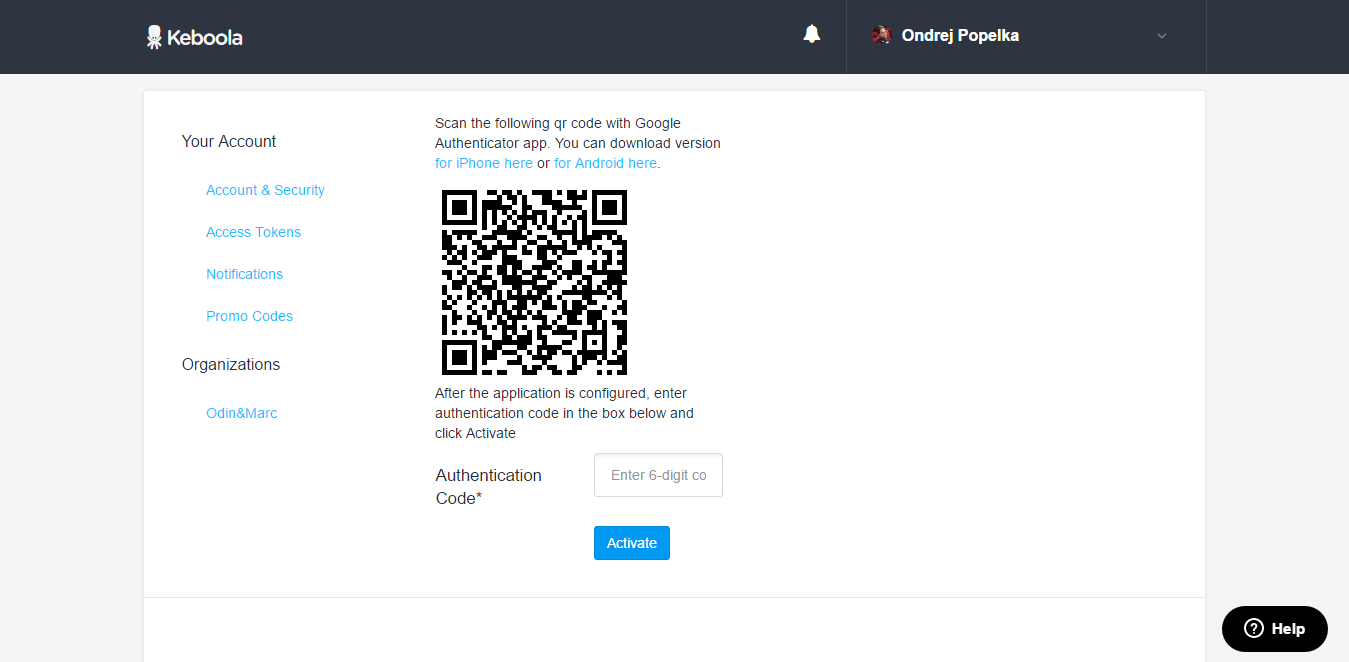 Keboola
Ondrej Popelka
Your Account
Account & Security
Access Tokens
Notifications
Promo Codes
Organizations
Odin&Marc
Scan the following qr code with Google
Authenticator app. You can download version
for iPhone here or for Android here.
After the application is configured, enter
authentication code in the box below and
click Activate
Authentication
Code*
Enter 6-digit co
Activate
? Help